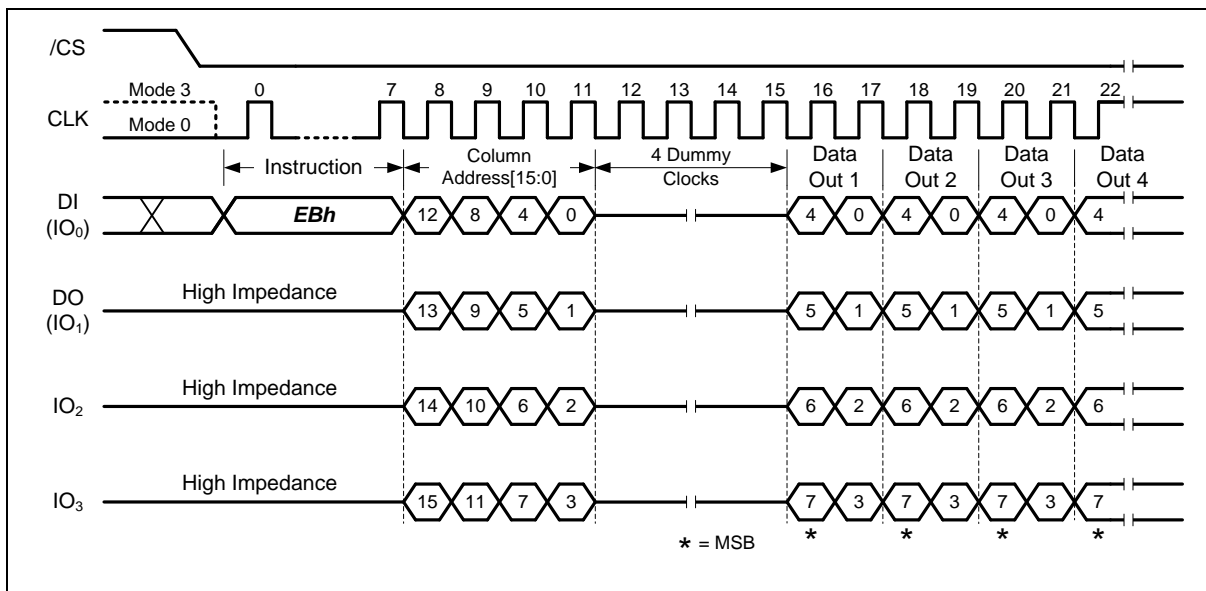 /CS
Mode 3
Mode 0
CLK
0 7 8 9 10 11 12 13 14 15 16 17 18 19 20 21 22
Instruction
Column
Address[15:0]
4 Dummy
Clocks
Data
Out 1
Data
Out 2
Data
Out 3
Data
Out 4
DI
(IO₀)
EBh
12 8 4 0 4 0 4 0 4 0 4
DO
(IO₁)
High Impedance
13 9 5 1 5 1 5 1 5 1 5
IO₂
High Impedance
14 10 6 2 6 2 6 2 6 2 6
IO₃
High Impedance
15 11 7 3 7 3 7 3 7 3 7
* * * *
* = MSB